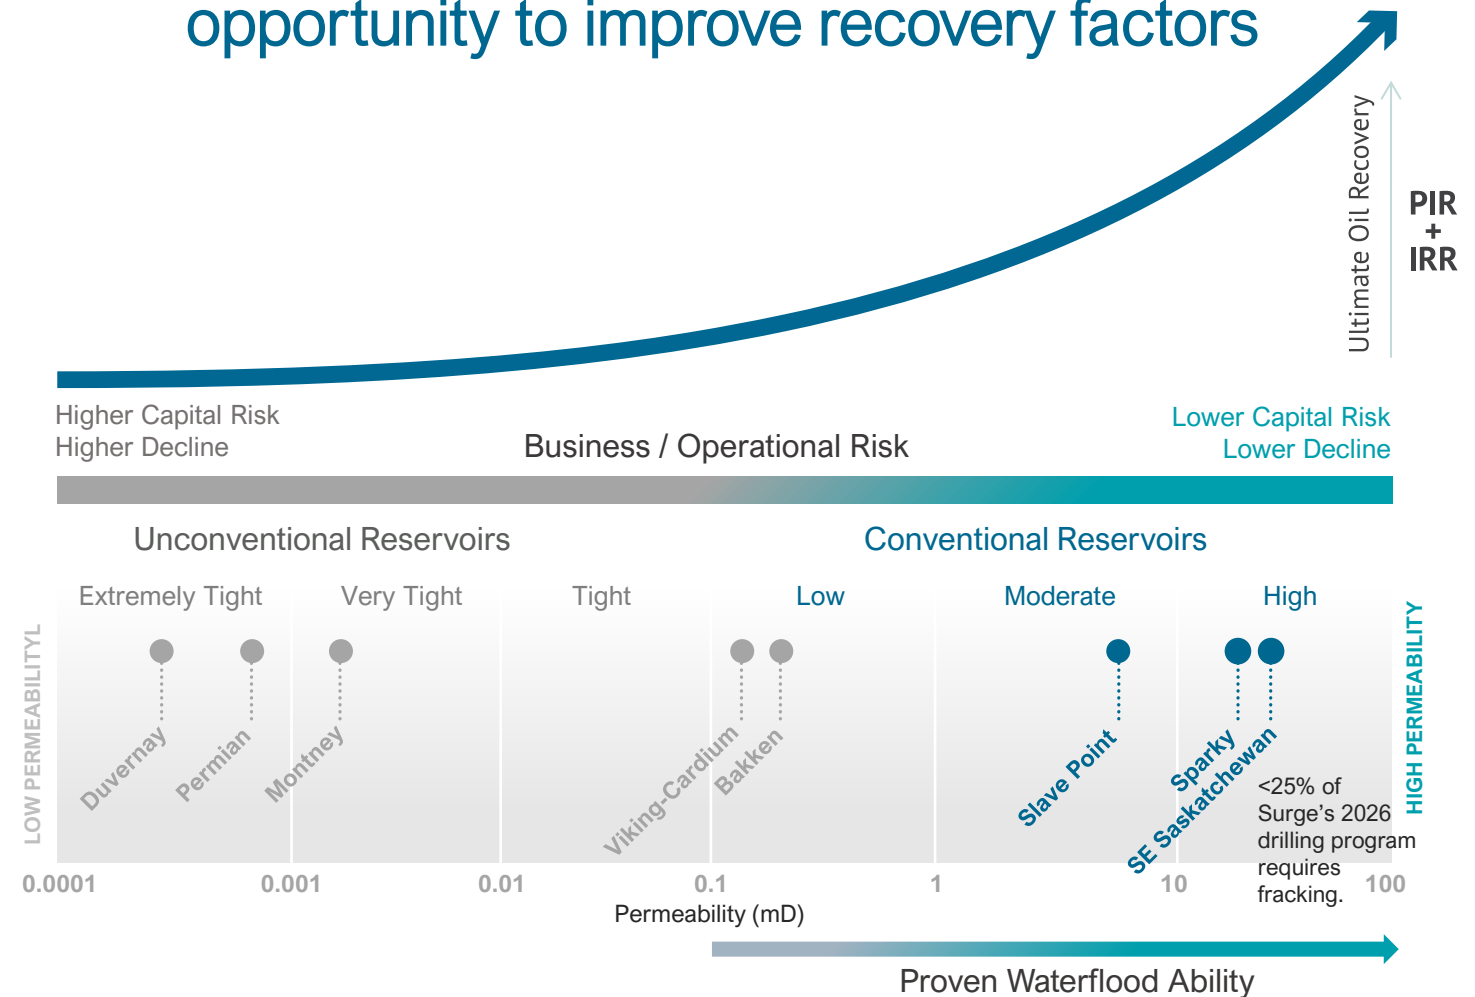 opportunity to improve recovery factors
Ultimate Oil Recovery
PIR
+
IRR
Higher Capital Risk
Higher Decline
Business / Operational Risk
Lower Capital Risk
Lower Decline
Unconventional Reservoirs
Conventional Reservoirs
Extremely Tight
Very Tight
Tight
Low
Moderate
High
LOW PERMEABILITYL
Duvernay
Permian
Montney
Viking-Cardium
Bakken
Slave Point
Sparky
SE Saskatchewan
HIGH PERMEABILITY
<25% of
Surge’s 2026
drilling program
requires
fracking.
0.0001
0.001
0.01
0.1
1
10
100
Permeability (mD)
Proven Waterflood Ability